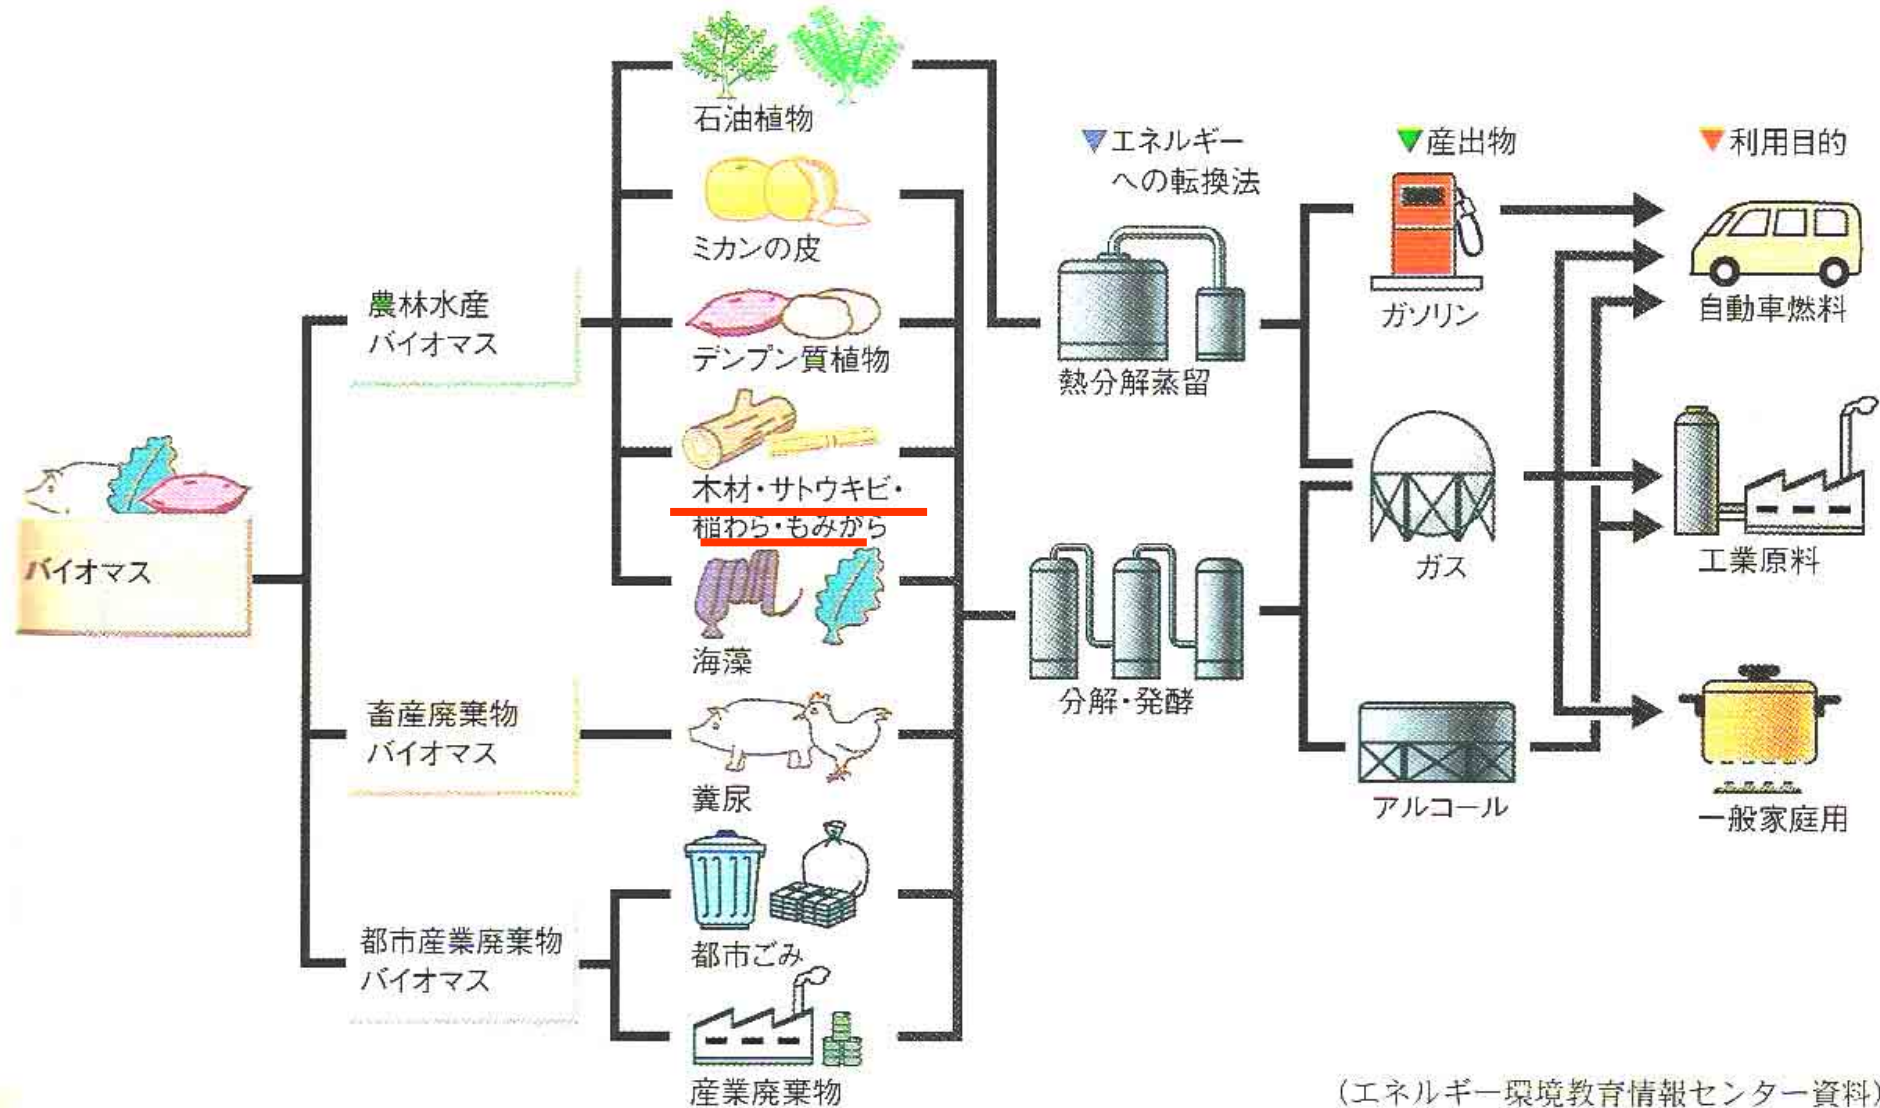 バイオマス
農林水産
バイオマス
畜産廃棄物
バイオマス
都市産業廃棄物
バイオマス
石油植物
ミカンの皮
デンプン質植物
木材・サトウキビ・
稲わら・もみがら
海藻
糞尿
都市ごみ
産業廃棄物
▼エネルギー
への転換法
熱分解蒸留
分解・発酵
▼産出物
ガソリン
ガス
アルコール
▼利用目的
自動車燃料
工業原料
一般家庭用
(エネルギー環境教育情報センター資料)